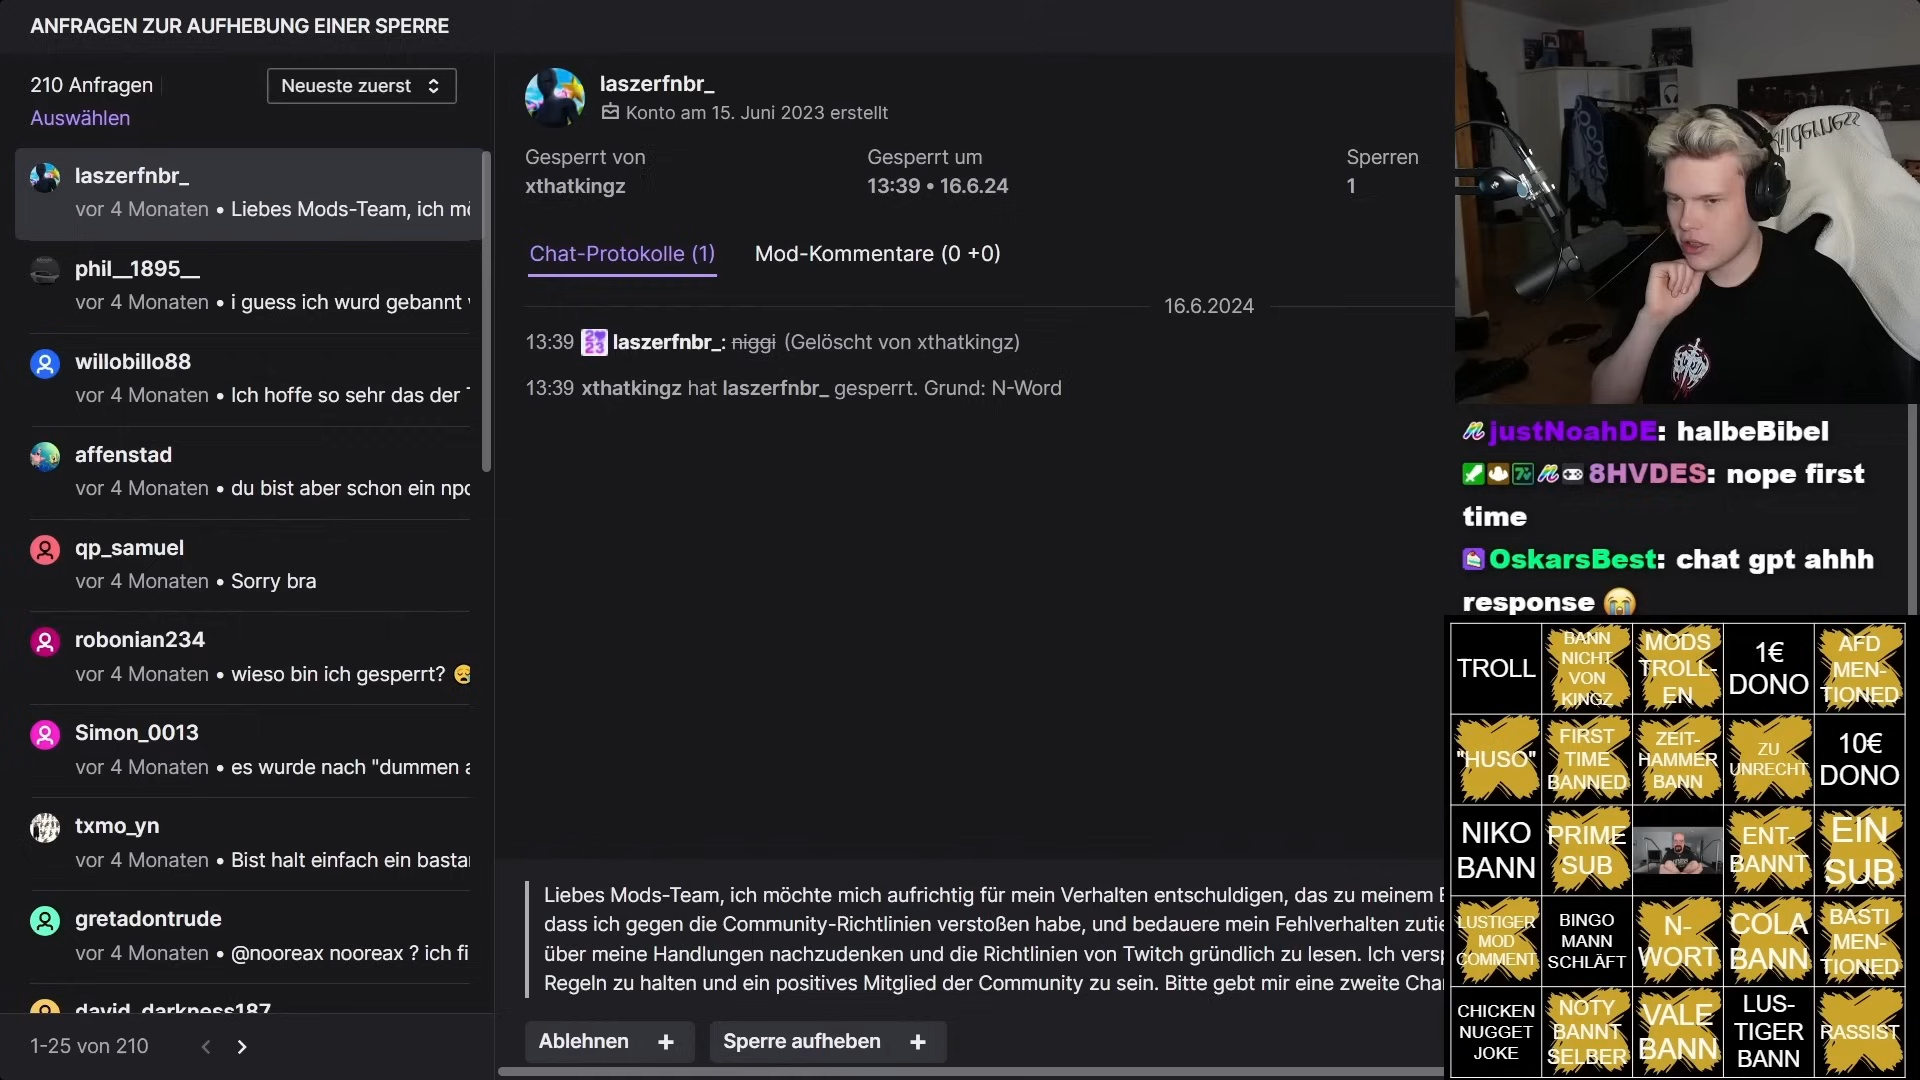 ANFRAGEN ZUR AUFHEBUNG EINER SPERRE
210 Anfragen
Neueste zuerst
Auswählen
laszerfnbr_
vor 4 Monaten • Liebes Mods-Team, ich mö
phil__1895__
vor 4 Monaten • i guess ich wurd gebannt
willobillo88
vor 4 Monaten • Ich hoffe so sehr das der
affenstad
vor 4 Monaten • du bist aber schon ein npc
qp_samuel
vor 4 Monaten • Sorry bra
robonian234
vor 4 Monaten • wieso bin ich gesperrt? 😪
Simon_0013
vor 4 Monaten • es wurde nach "dummen a
txmo_yn
vor 4 Monaten • Bist halt einfach ein basta
gretadontrude
vor 4 Monaten • @nooreax nooreax ? ich fi
david_darkness187
1-25 von 210
laszerfnbr_
Konto am 15. Juni 2023 erstellt
Gesperrt von
xthatkingz
Gesperrt um
13:39 • 16.6.24
Sperren
1
Chat-Protokolle (1)
Mod-Kommentare (0 +0)
16.6.2024
13:39 laszerfnbr_: niggi (Gelöscht von xthatkingz)
13:39 xthatkingz hat laszerfnbr_ gesperrt. Grund: N-Word
Liebes Mods-Team, ich möchte mich aufrichtig für mein Verhalten entschuldigen, das zu meinem
dass ich gegen die Community-Richtlinien verstoßen habe, und bedauere mein Fehlverhalten zutie
über meine Handlungen nachzudenken und die Richtlinien von Twitch gründlich zu lesen. Ich versp
Regeln zu halten und ein positives Mitglied der Community zu sein. Bitte gebt mir eine zweite Cha
Ablehnen +
Sperre aufheben +
justNoahDE: halbeBibel
8HVDES: nope first
time
OskarsBest: chat gpt ahhh
response 😭
TROLL
BANN
NICHT
VON
KINGZ
MODS
TROLL-
EN
1€
DONO
AFD
MEN-
TIONED
"HUSO"
FIRST
TIME
BANNED
ZEIT-
HAMMER
BANN
ZU
UNRECHT
10€
DONO
NIKO
BANN
PRIME
SUB
ENT-
BANNT
EIN
SUB
LUSTIGER
MOD
COMMENT
BINGO
MANN
SCHLÄFT
N-
WORT
COLA
BANN
BASTI
MEN-
TIONED
CHICKEN
NUGGET
JOKE
NOTY
BANNT
SELBER
VALE
BANN
LUS-
TIGER
BANN
RASSIST